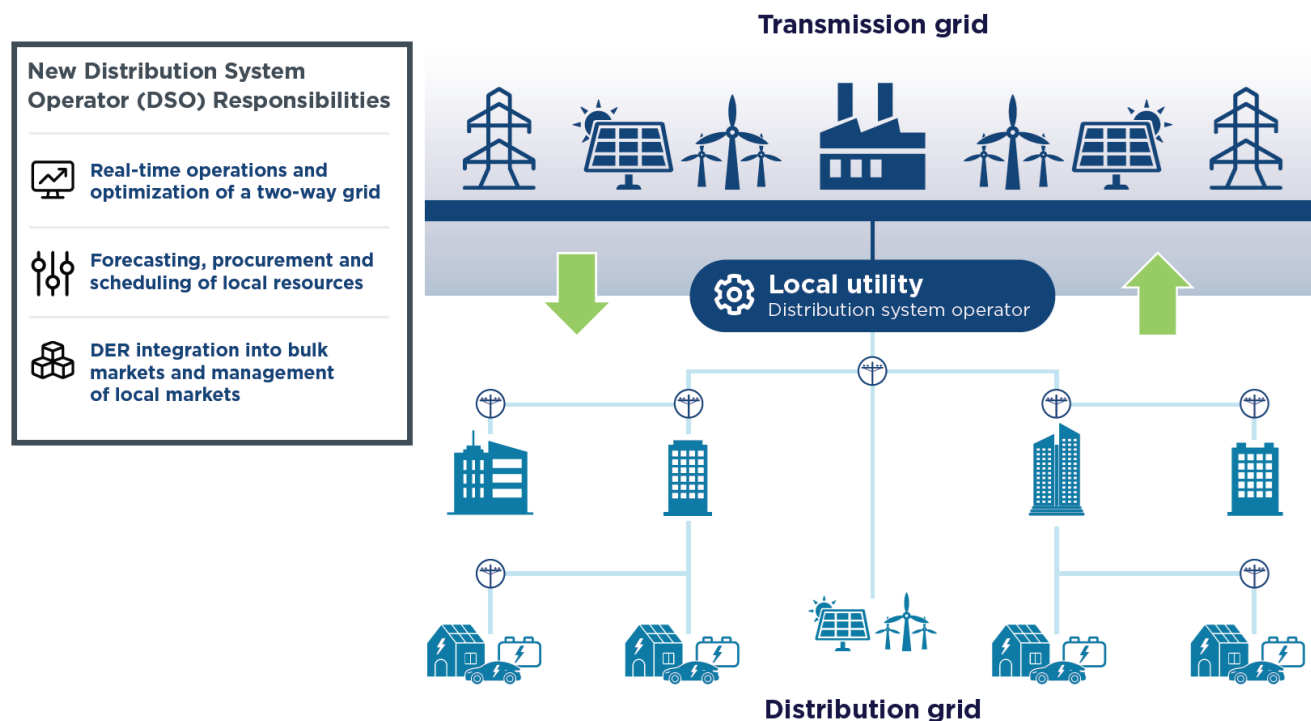 Transmission grid
New Distribution System
Operator (DSO) Responsibilities
Real-time operations and
optimization of a two-way grid
Forecasting, procurement and
scheduling of local resources
DER integration into bulk
markets and management
of local markets
Local utility
Distribution system operator
Distribution grid